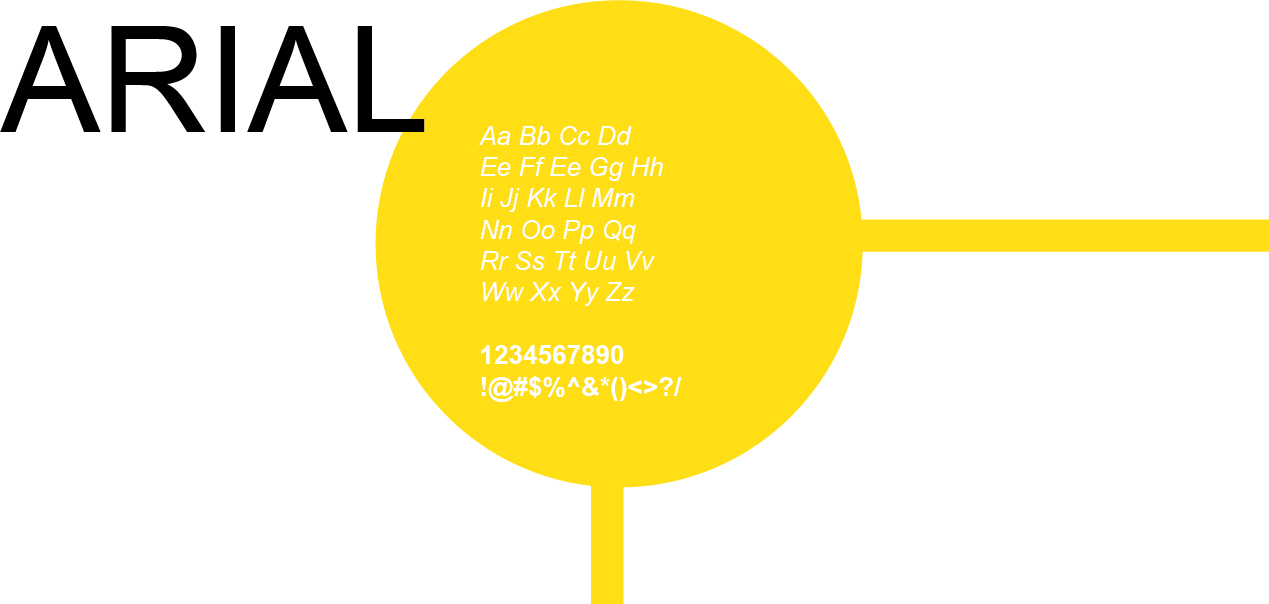 ARIAL
Aa Bb Cc Dd
Ee Ff Ee Gg Hh
Ii Jj Kk Ll Mm
Nn Oo Pp Qq
Rr Ss Tt Uu Vv
Ww Xx Yy Zz
1234567890
!@#$%^&*()<>?/